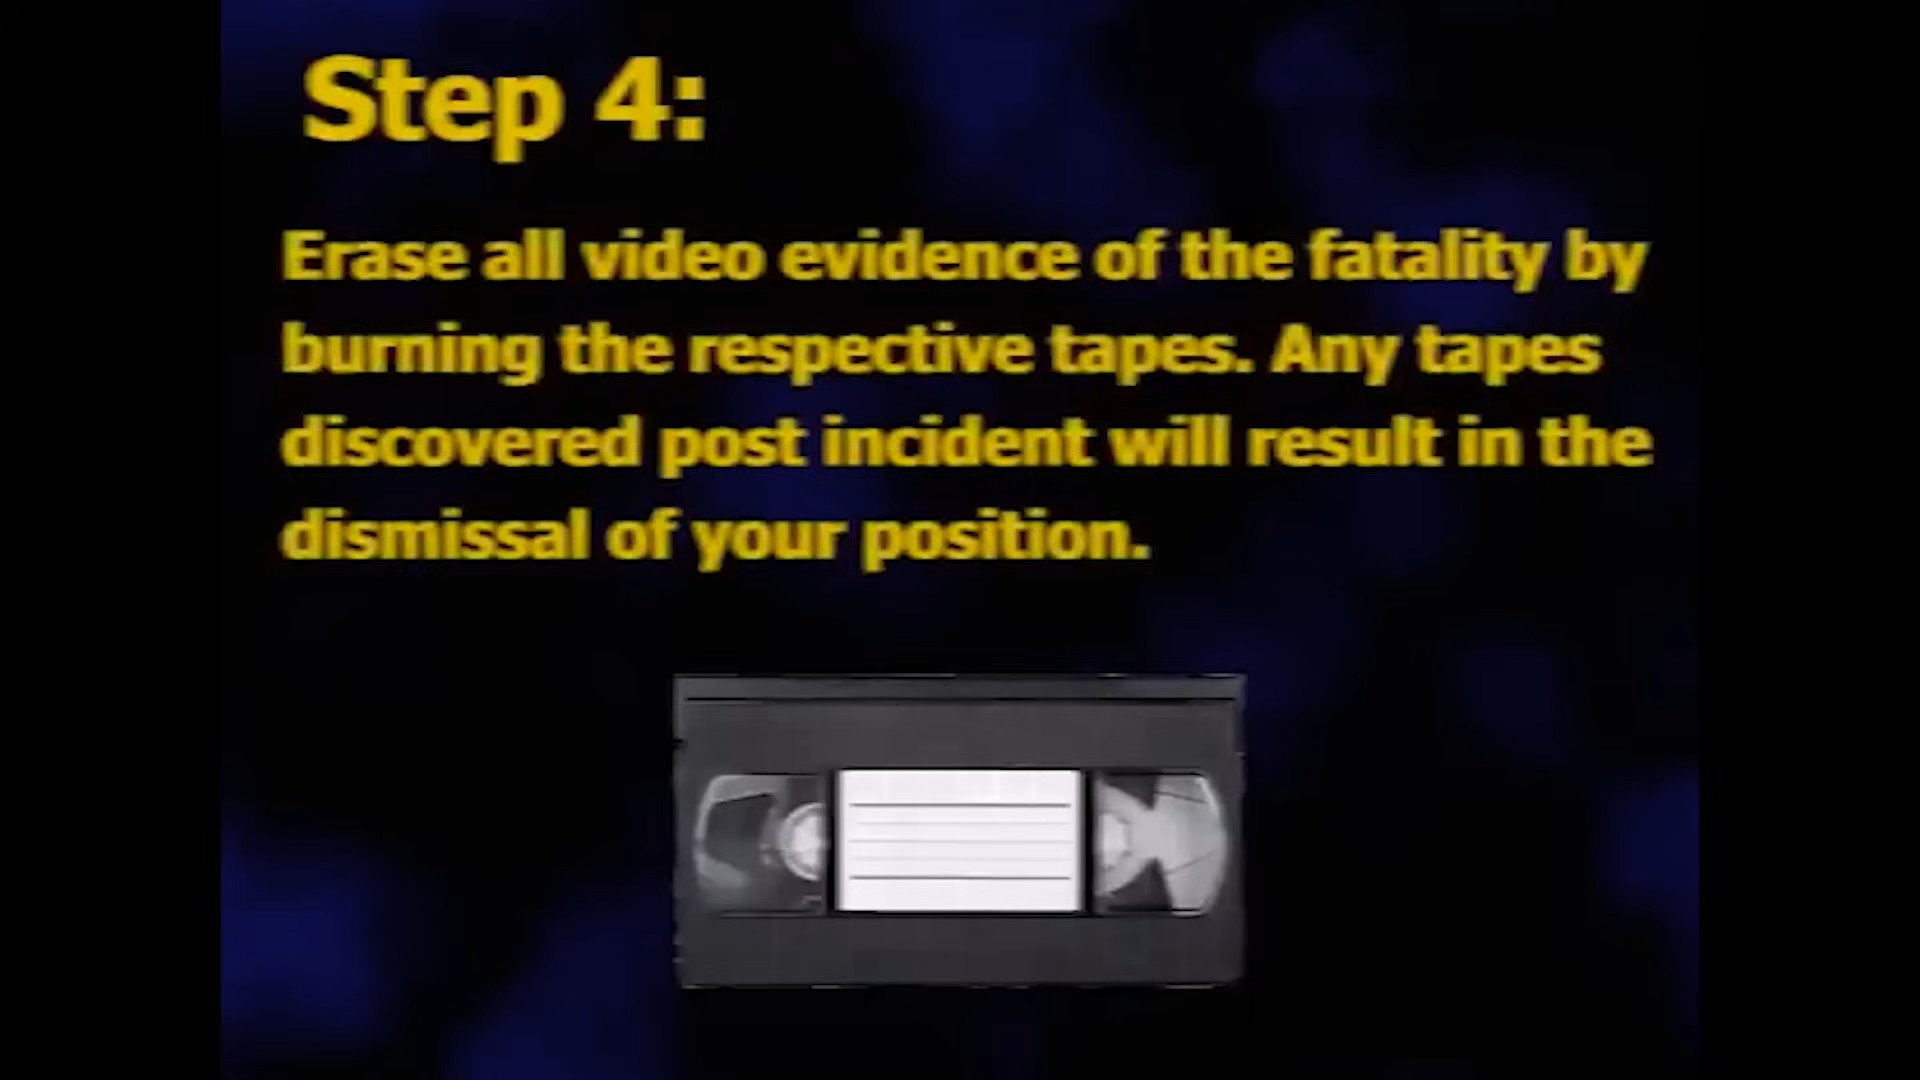 Step 4:
Erase all video evidence of the fatality by
burning the respective tapes. Any tapes
discovered post incident will result in the
dismissal of your position.